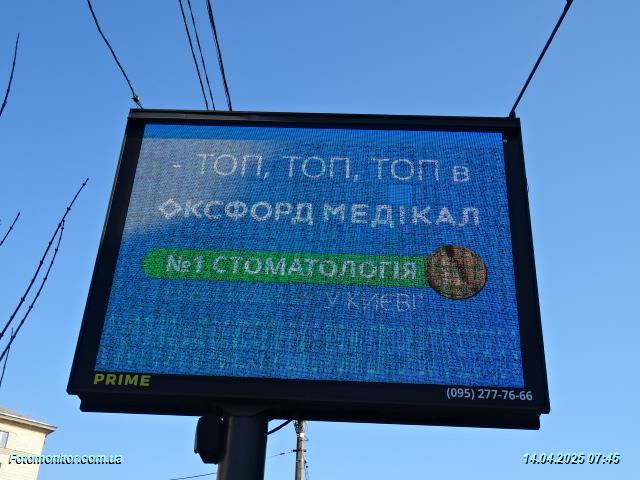 - ТОП, ТОП, ТОП в
ОКСФОРД МЕДІКАЛ
№1 СТОМАТОЛОГІЯ
У КИЄВІ
PRIME
(095) 277-76-66
Fotomonitor.com.ua
14.04.2025 07:45